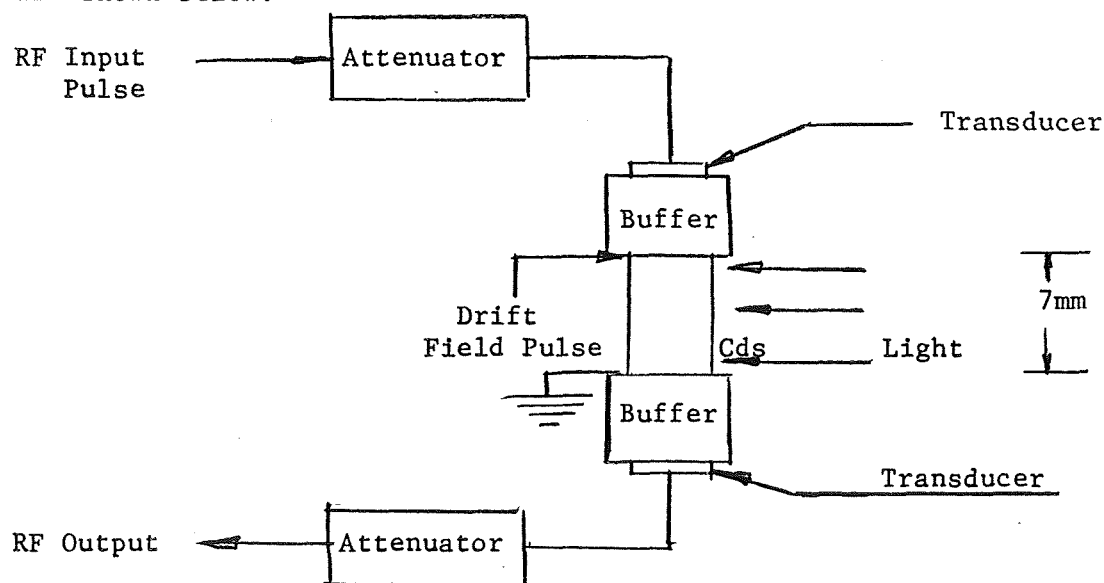 RF Input
Pulse
Attenuator
Transducer
Buffer
Drift
Field Pulse
Cds
Light
7mm
Buffer
Transducer
RF Output
Attenuator